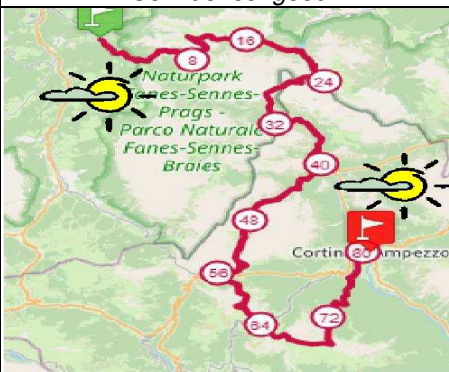 16
8
Naturpark
anes-Sennes-
24
Prags -
32
Parco Naturale
Fanes-Sennes-
Braies
40
48
Cortin 80 mpezzo
56
64
72